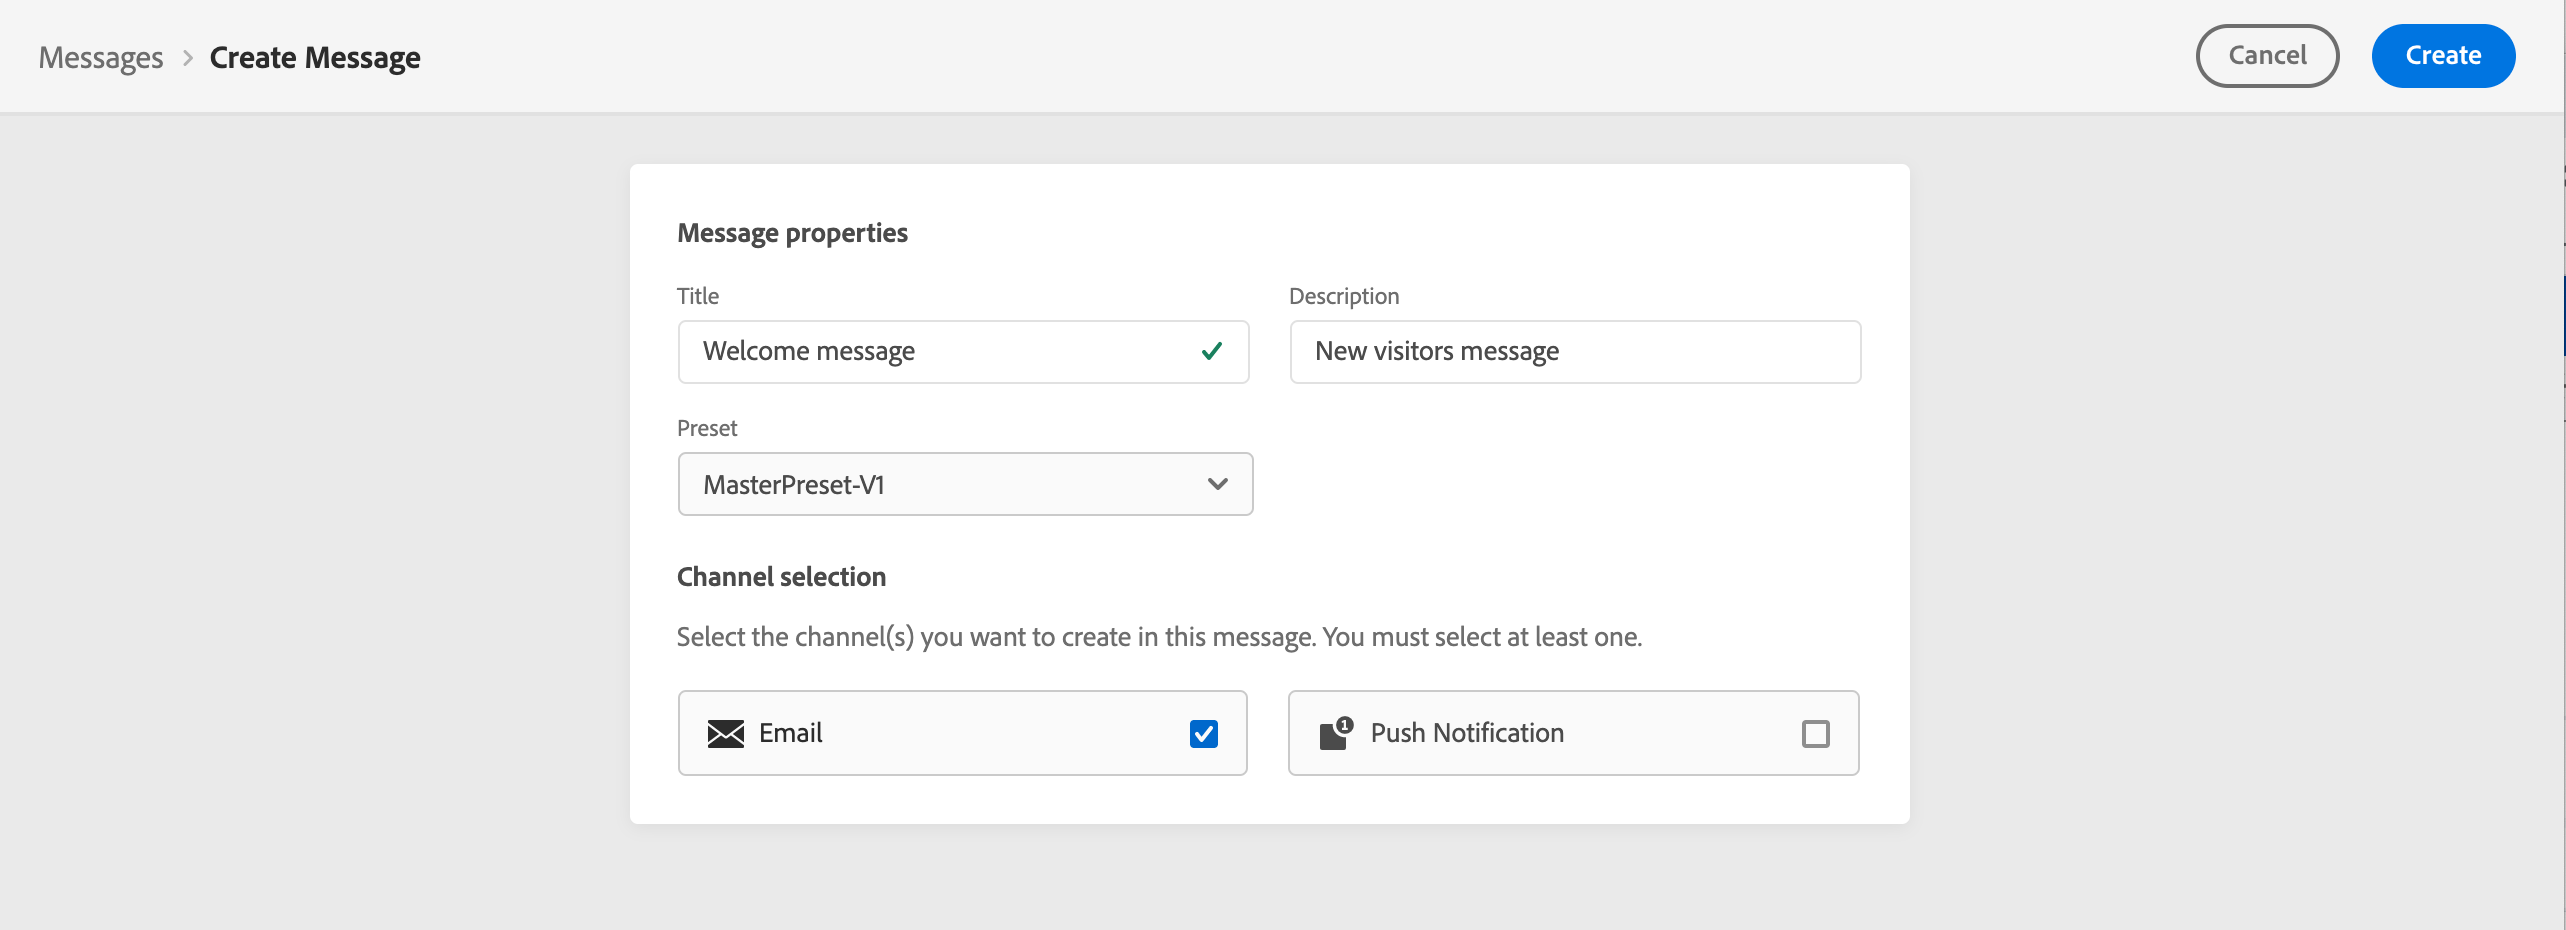 Messages > Create Message
Cancel
Create
Message properties
Title
Description
Welcome message
New visitors message
Preset
MasterPreset-V1
Channel selection
Select the channel(s) you want to create in this message. You must select at least one.
Email
1
Push Notification